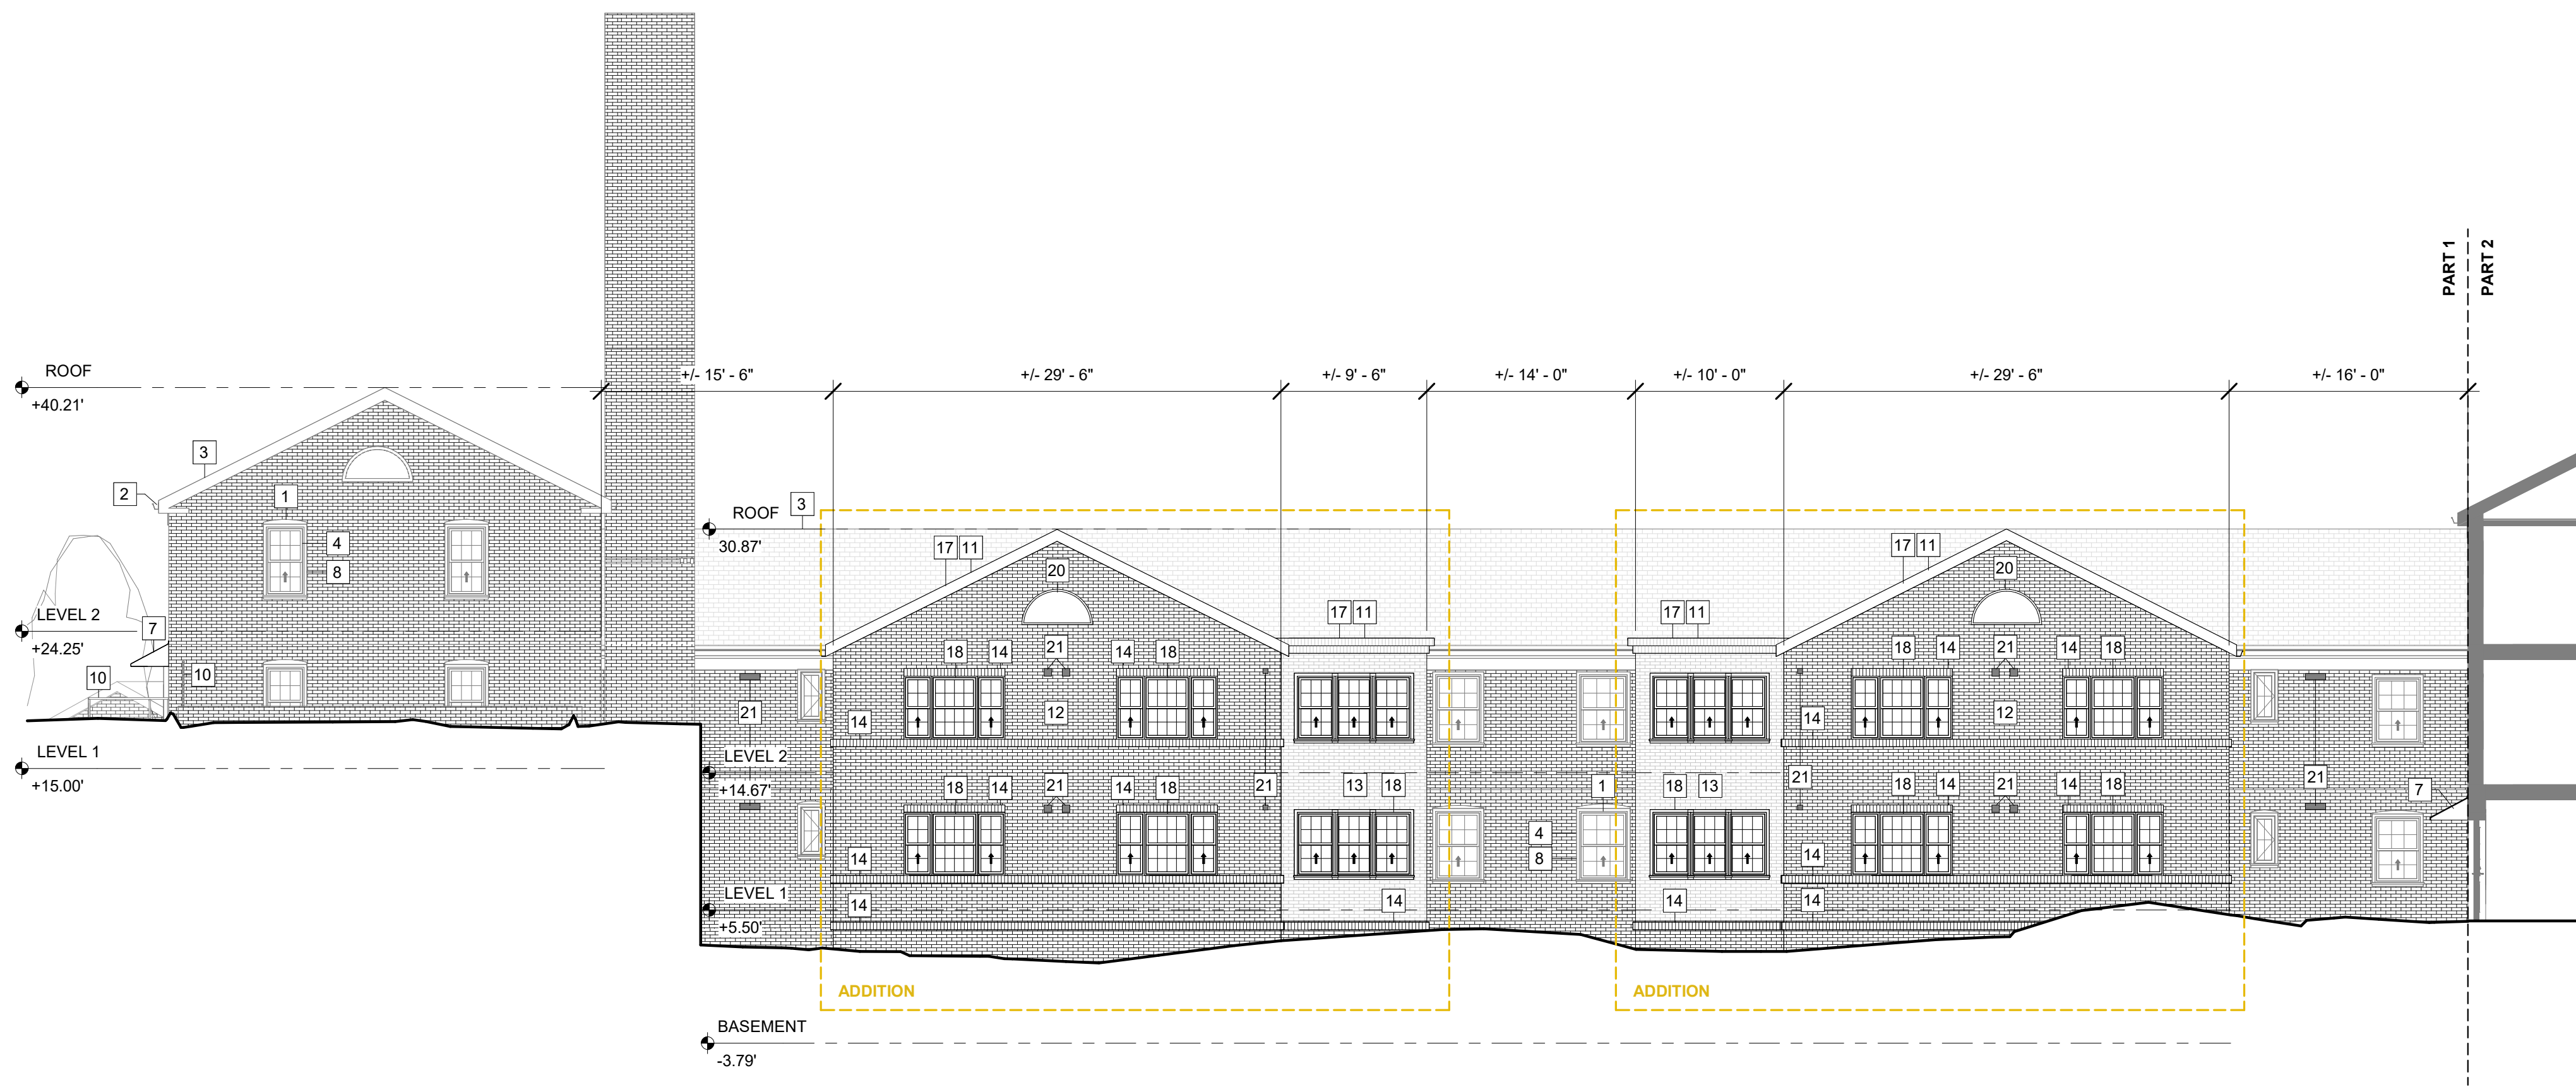 PART 1
PART 2
ROOF
+40.21'
+/- 15' - 6"
+/- 29' - 6"
+/- 9' - 6"
+/- 14' - 0"
+/- 10' - 0"
+/- 29' - 6"
+/- 16' - 0"
3
2
1
4
8
ROOF
3
30.87'
17 11
17 11
20
20
LEVEL 2
+24.25'
7
17 11
17 11
18 14 21 14 18
18 14 21 14 18
10
10
21
12
12
14
14
LEVEL 1
+15.00'
LEVEL 2
+14.67'
18 14 21 14 18
21
13 18
1
18 13
21
18 14 21 14 18
21
7
4
8
14
14
LEVEL 1
+5.50'
14
14
14
14
ADDITION
ADDITION
BASEMENT
-3.79'